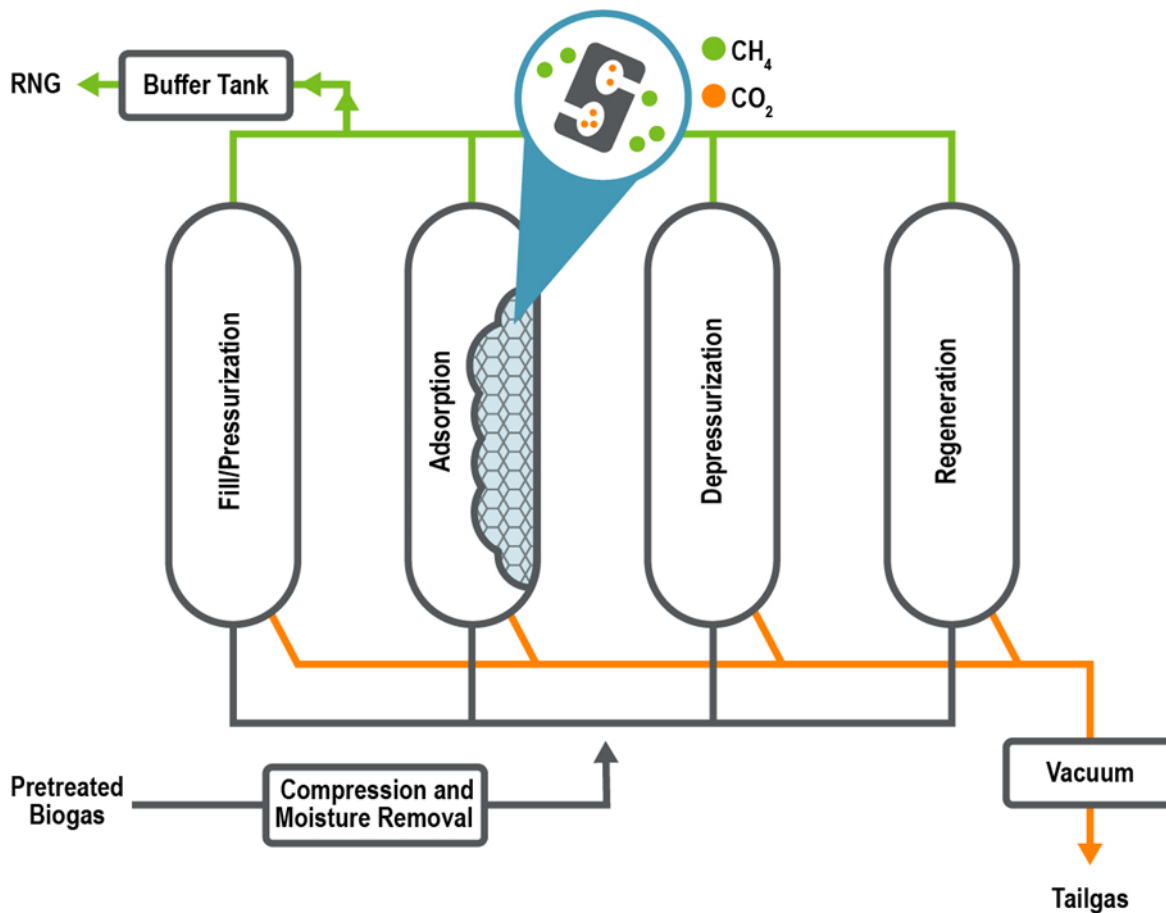 CH₄
CO₂
RNG
Buffer Tank
Fill/Pressurization
Adsorption
Depressurization
Regeneration
Pretreated
Biogas
Compression and
Moisture Removal
Vacuum
Tailgas